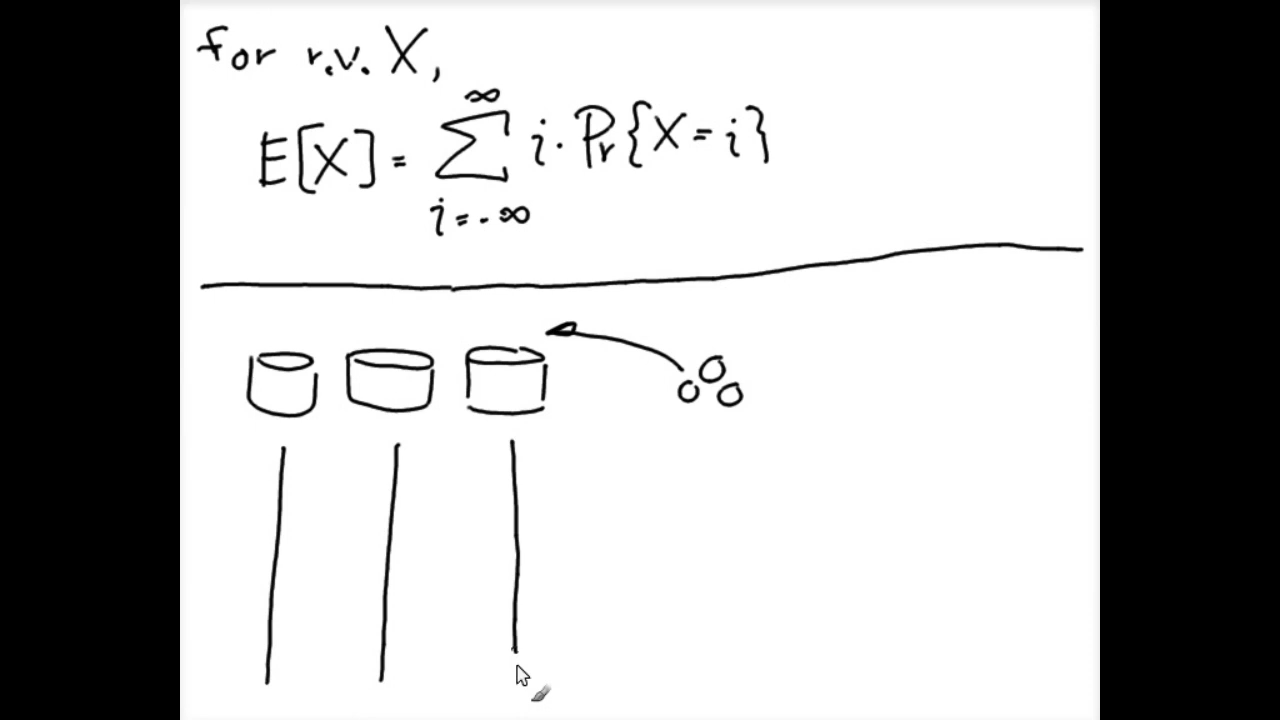 for r.v. X,
∞
E[X] = ∑ i · Pr{X = i}
i = -∞